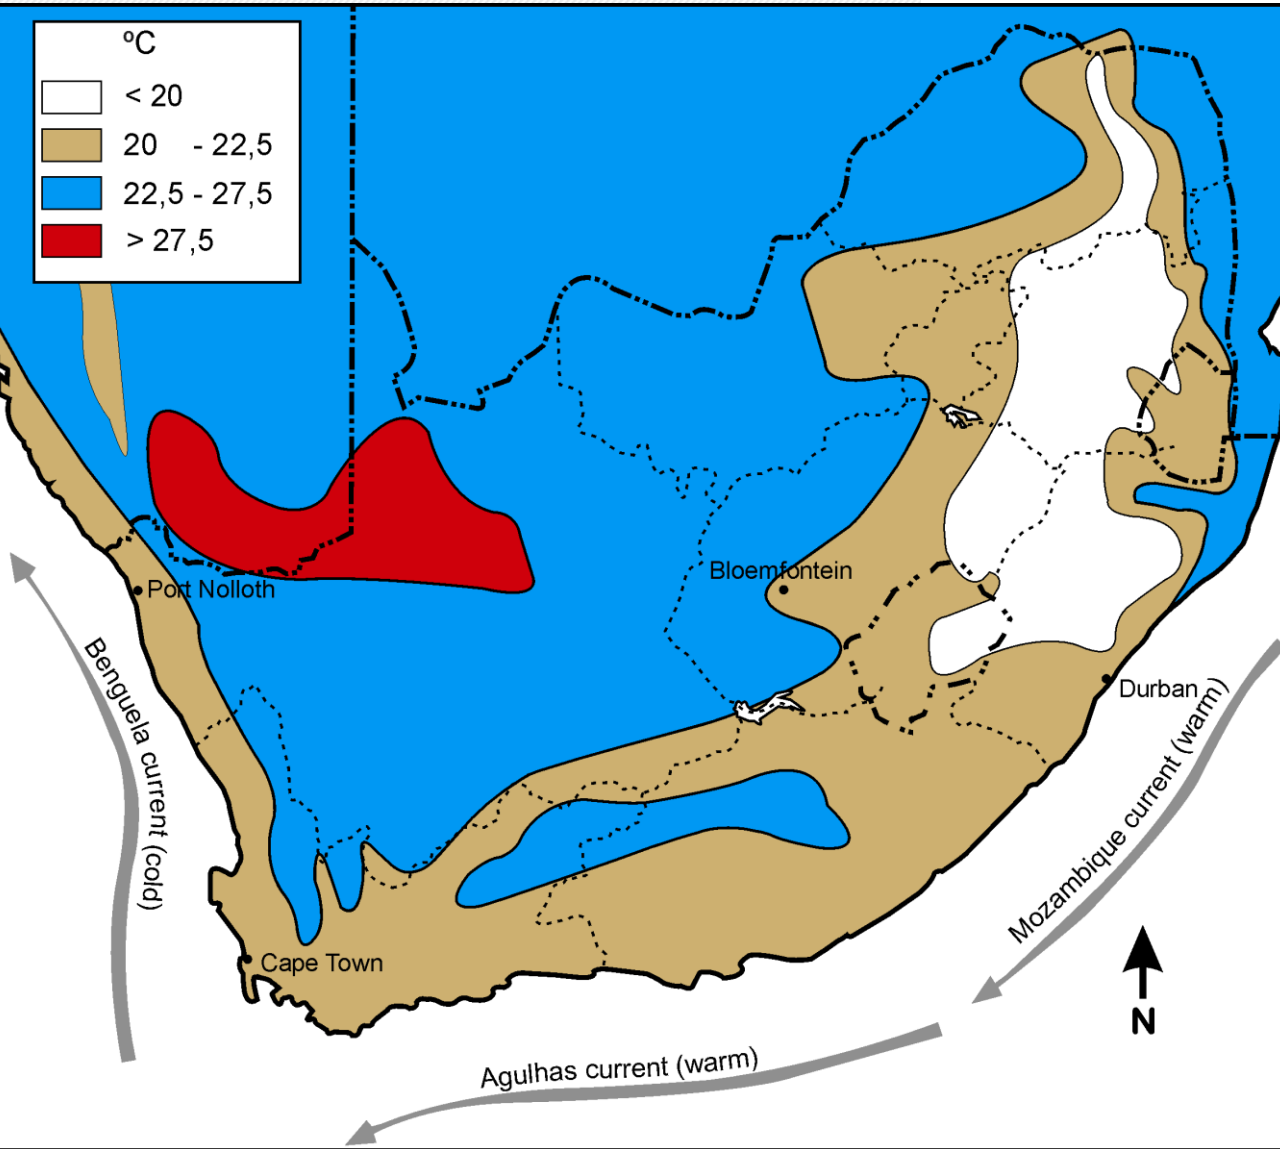 ºC
< 20
20 - 22,5
22,5 - 27,5
> 27,5
Bloemfontein
Port Nolloth
Benguela current (cold)
Durban
Mozambique current (warm)
Cape Town
N
Agulhas current (warm)